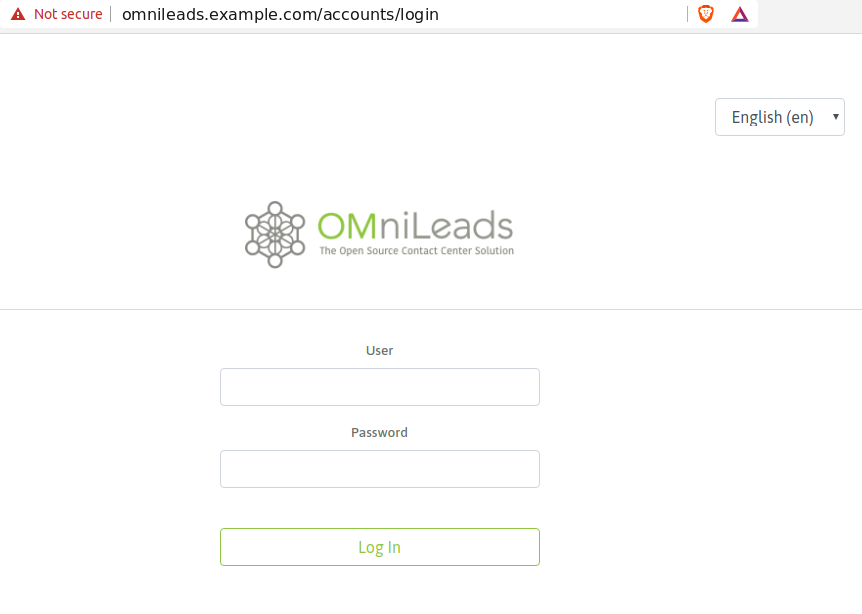 Not secure omnileads.example.com/accounts/login
English (en)
OMniLeads
The Open Source Contact Center Solution
User
Password
Log In